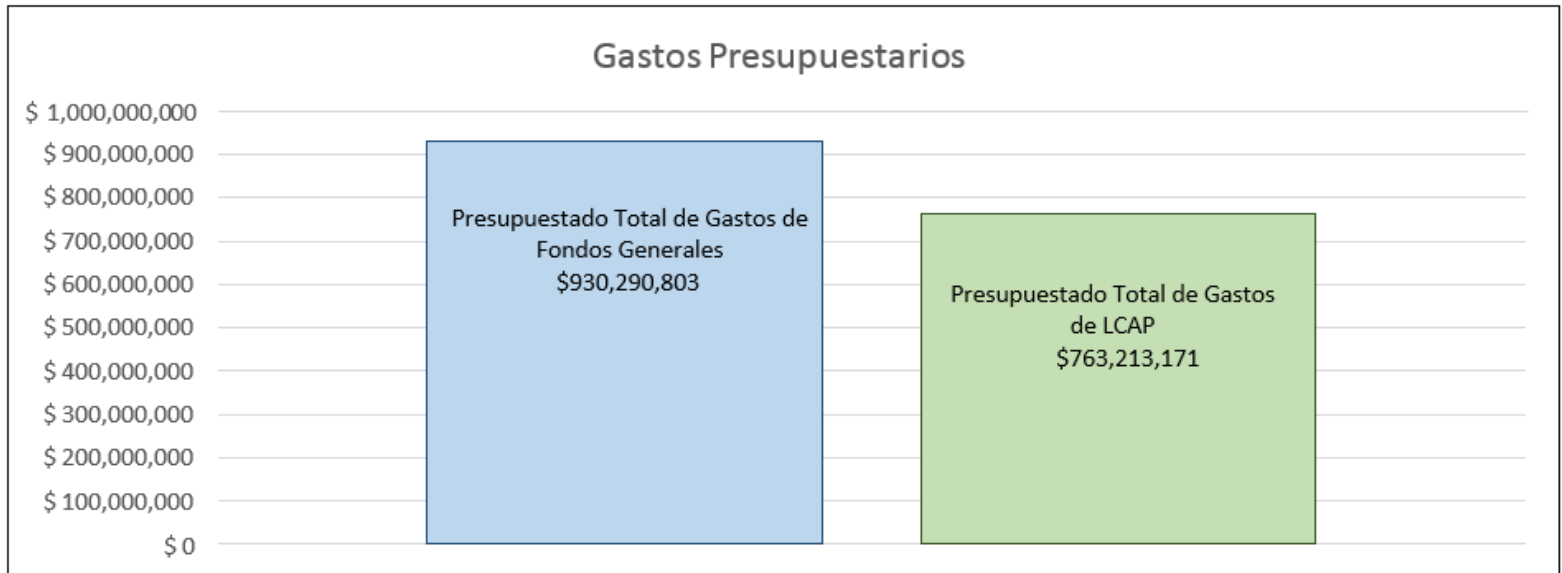 Gastos Presupuestarios
$ 1,000,000,000
$ 900,000,000
$ 800,000,000
$ 700,000,000
$ 600,000,000
$ 500,000,000
$ 400,000,000
$ 300,000,000
$ 200,000,000
$ 100,000,000
$ 0
Presupuestado Total de Gastos de
Fondos Generales
$930,290,803
Presupuestado Total de Gastos
de LCAP
$763,213,171